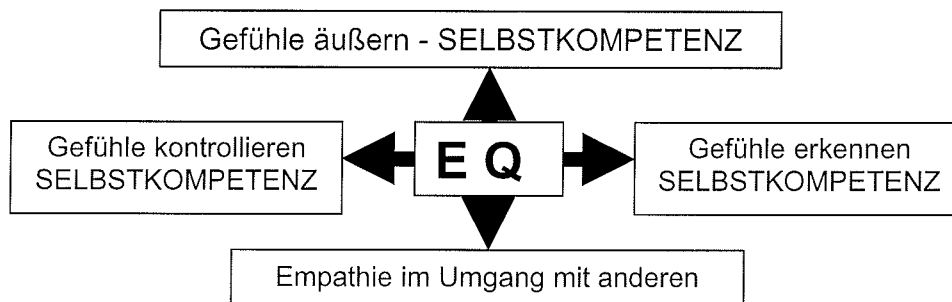 Gefühle äußern - SELBSTKOMPETENZ
Gefühle kontrollieren
SELBSTKOMPETENZ
E Q
Gefühle erkennen
SELBSTKOMPETENZ
Empathie im Umgang mit anderen